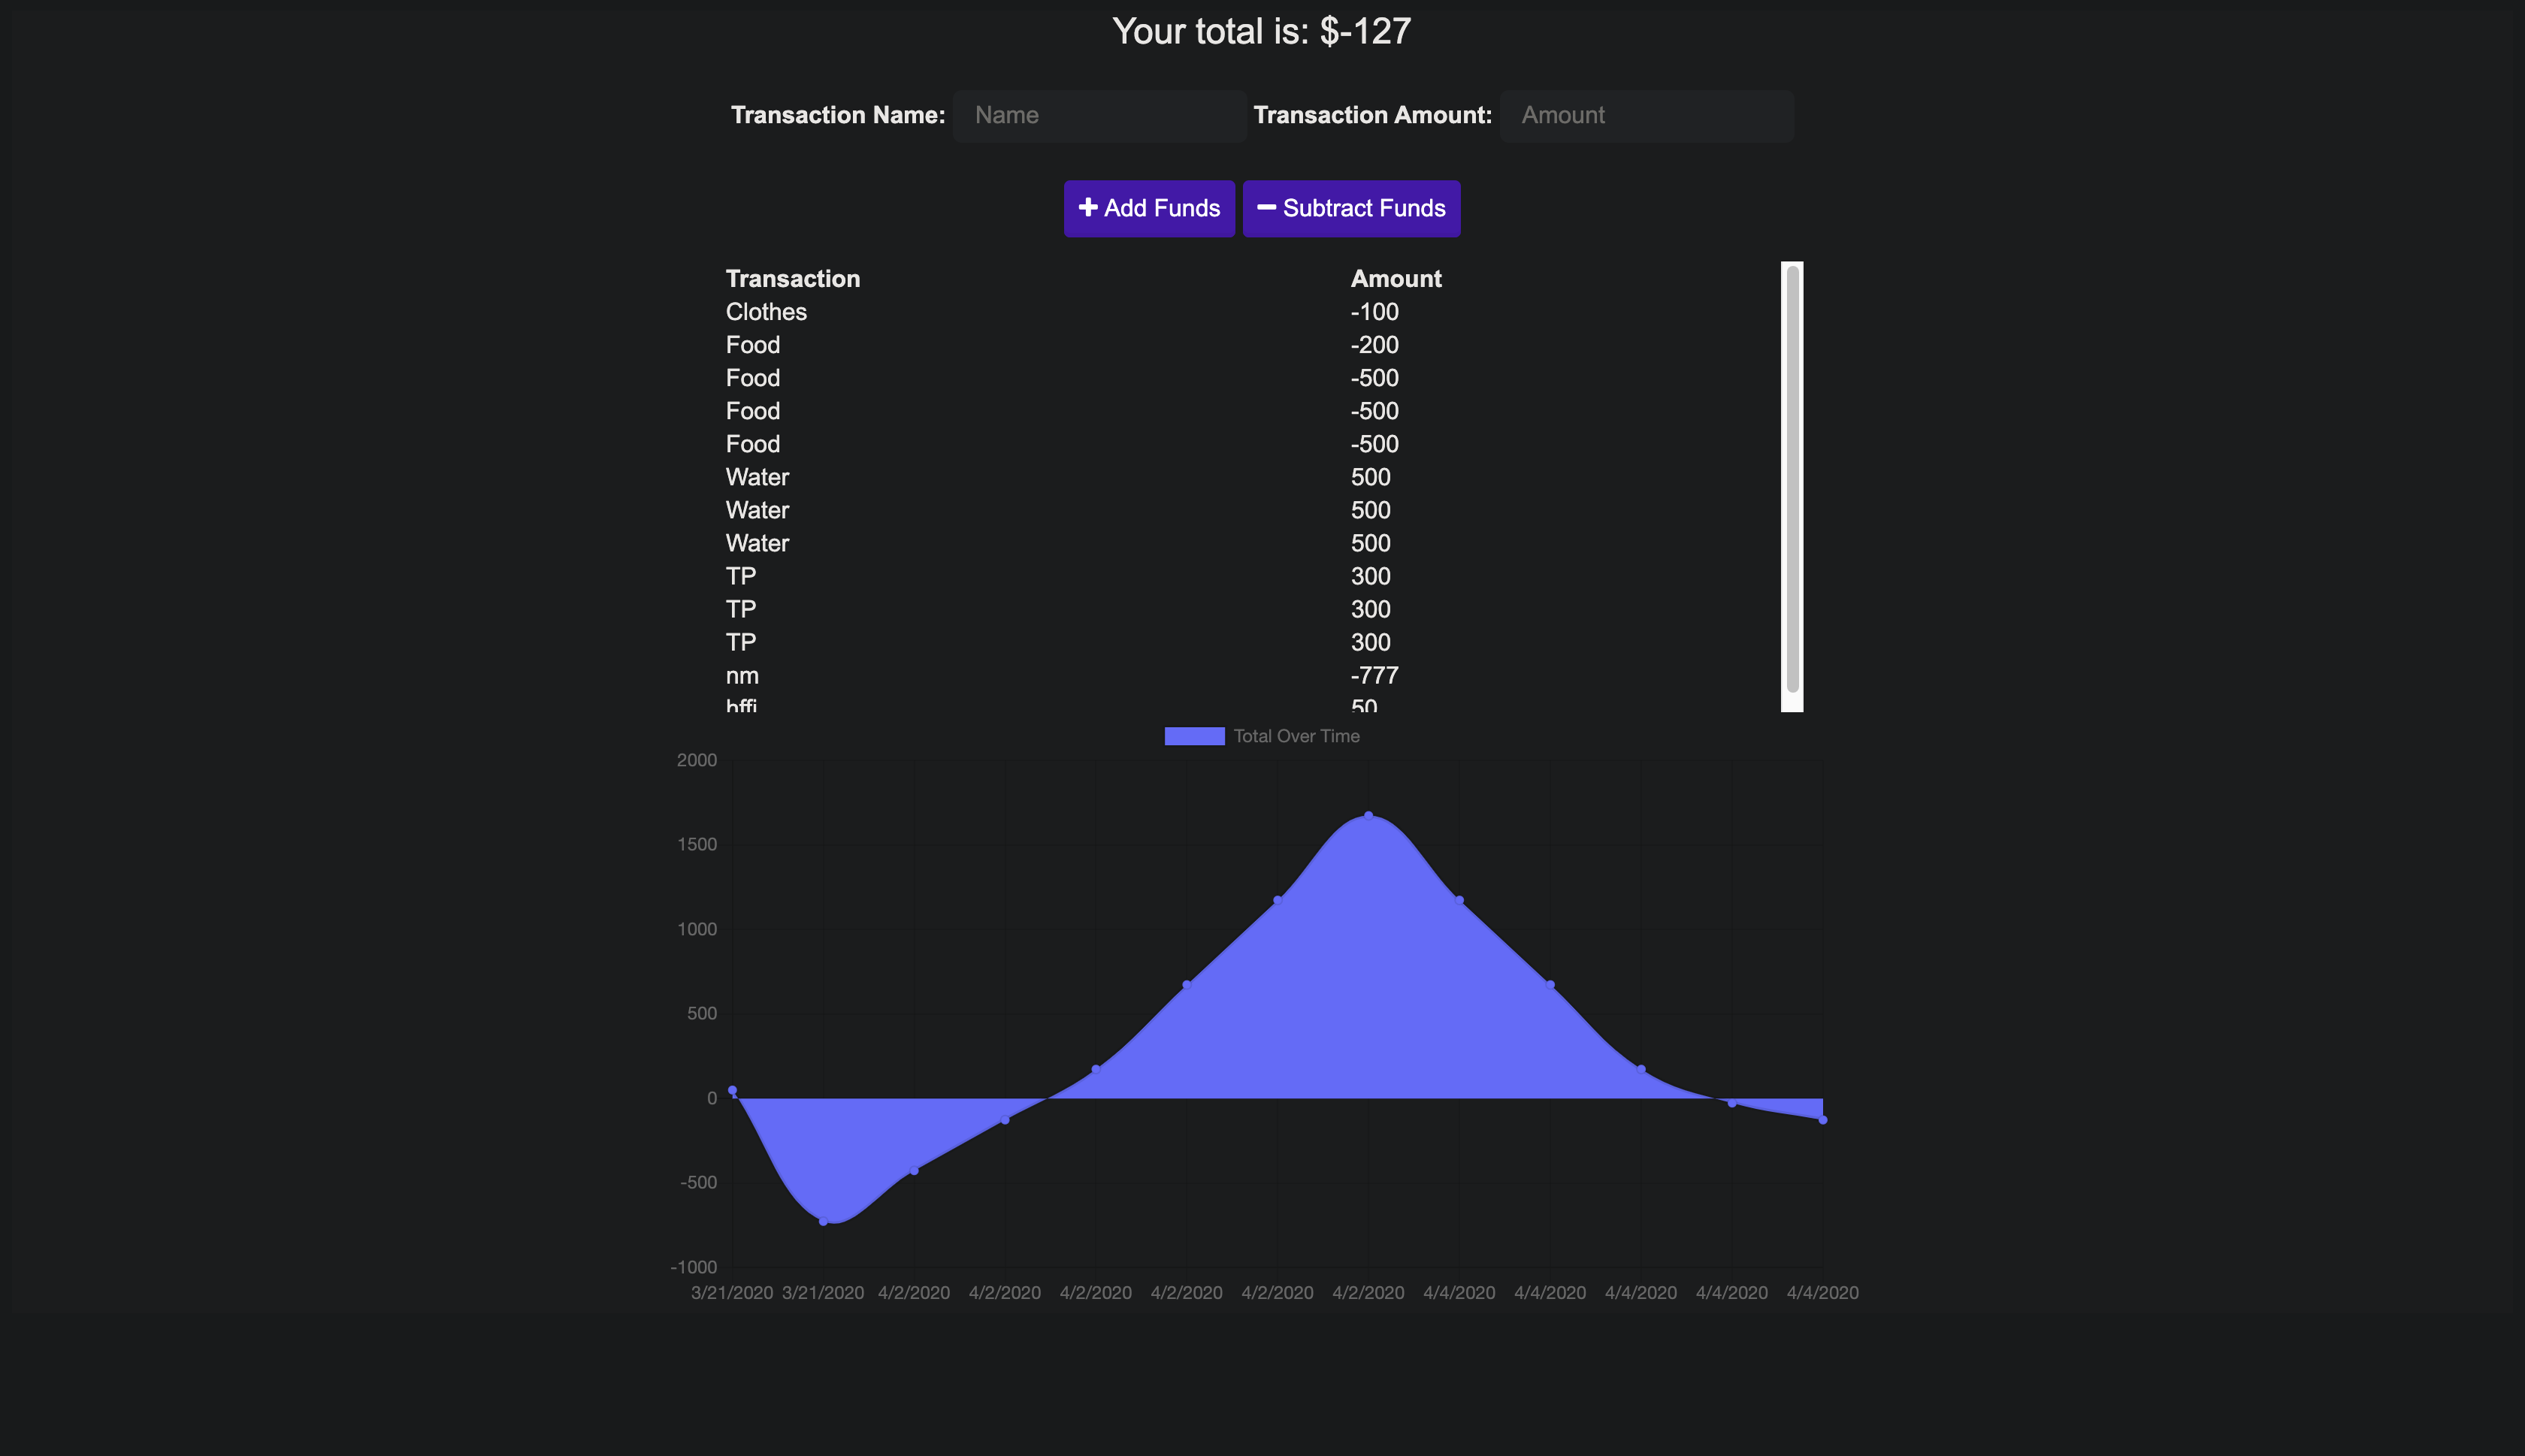 Your total is: $-127
Transaction Name: Name Transaction Amount: Amount
Add Funds Subtract Funds
Transaction Amount
Clothes -100
Food -200
Food -500
Food -500
Food -500
Water 500
Water 500
Water 500
TP 300
TP 300
TP 300
nm -777
50
Total Over Time
2000
1500
1000
500
0
-500
-1000
3/21/2020 3/21/2020 4/2/2020 4/2/2020 4/2/2020 4/2/2020 4/2/2020 4/2/2020 4/4/2020 4/4/2020 4/4/2020 4/4/2020 4/4/2020